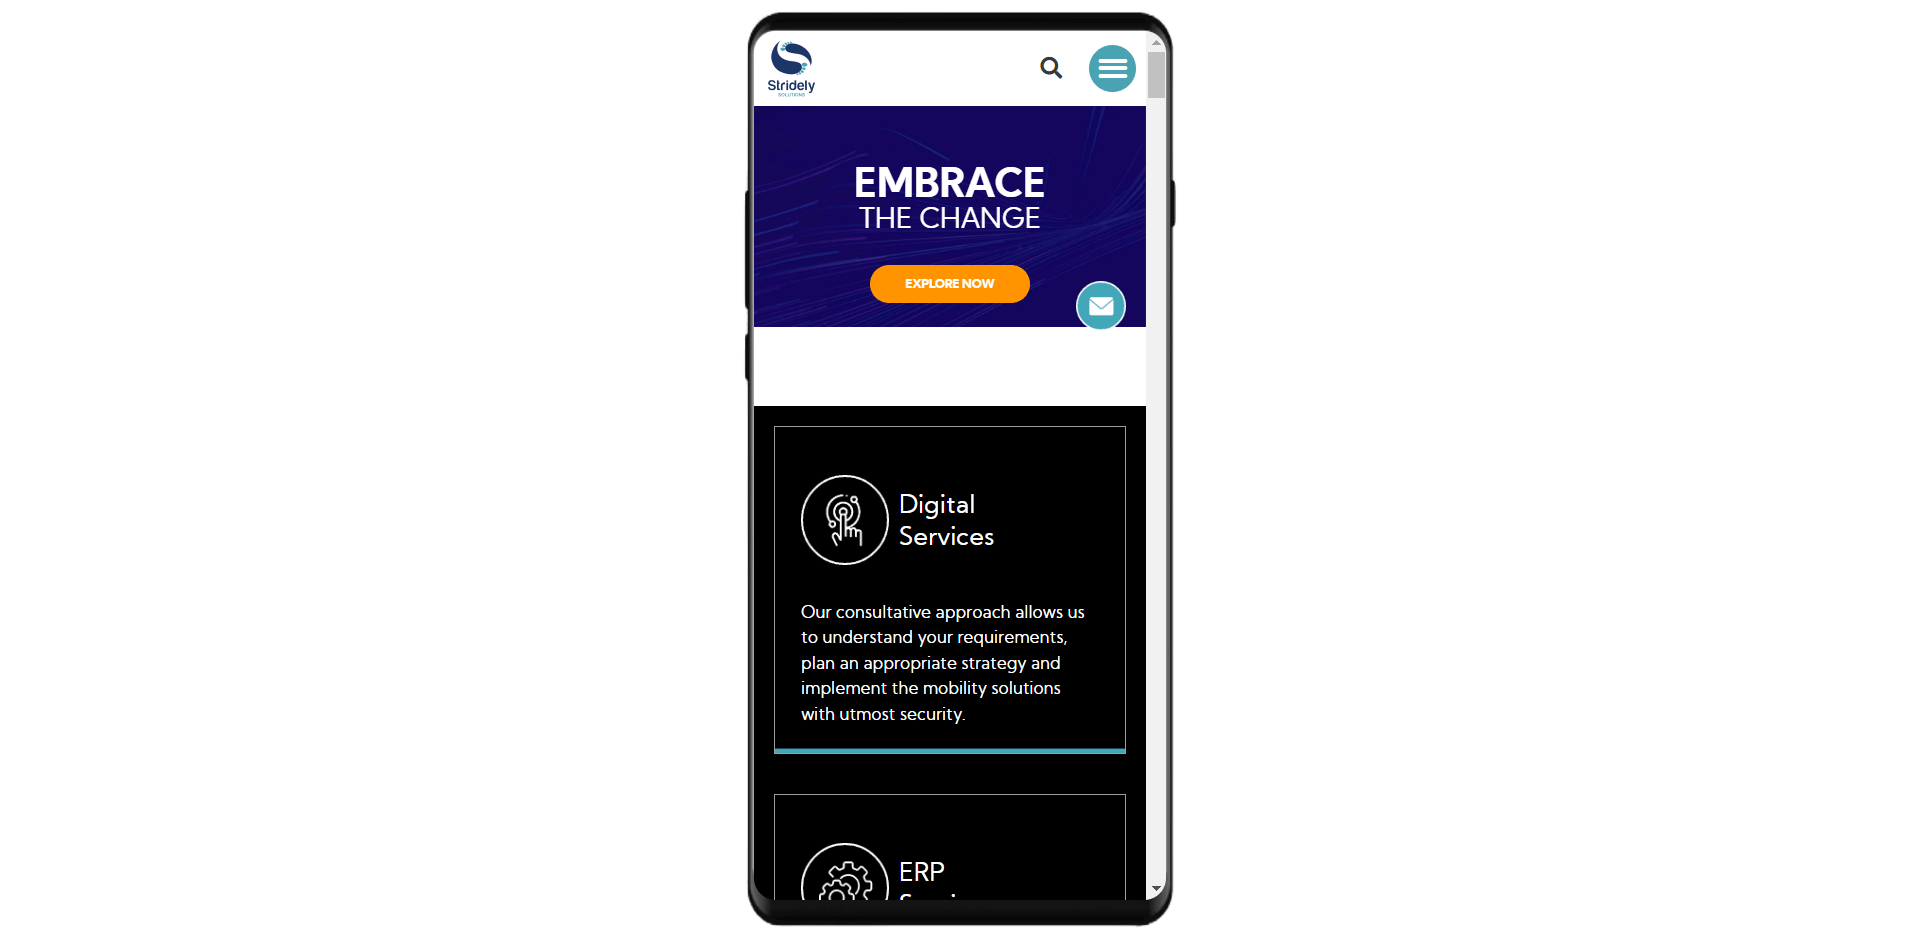 Stridely
SOLUTIONS
EMBRACE
THE CHANGE
EXPLORE NOW
Digital
Services
Our consultative approach allows us
to understand your requirements,
plan an appropriate strategy and
implement the mobility solutions
with utmost security.
ERP